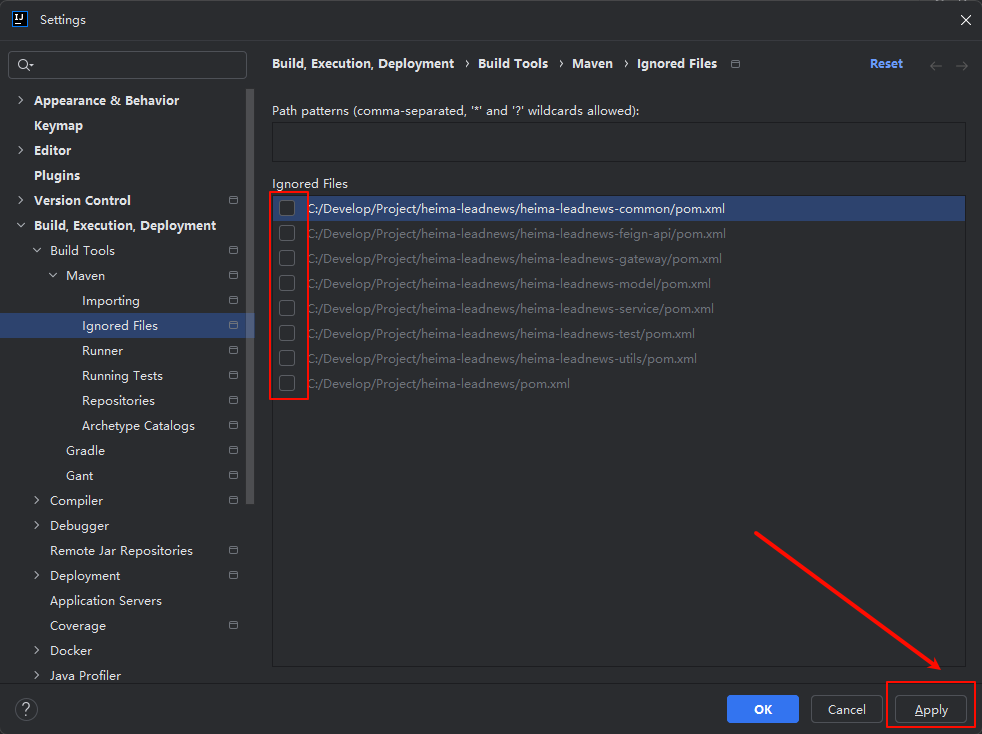 Settings
Build, Execution, Deployment › Build Tools › Maven › Ignored Files
Reset
Appearance & Behavior
Keymap
Editor
Plugins
Version Control
Build, Execution, Deployment
Build Tools
Maven
Importing
Ignored Files
Runner
Running Tests
Repositories
Archetype Catalogs
Gradle
Gant
Compiler
Debugger
Remote Jar Repositories
Deployment
Application Servers
Coverage
Docker
Java Profiler
Path patterns (comma-separated, '*' and '?' wildcards allowed):
Ignored Files
C:/Develop/Project/heima-leadnews/heima-leadnews-common/pom.xml
C:/Develop/Project/heima-leadnews/heima-leadnews-feign-api/pom.xml
C:/Develop/Project/heima-leadnews/heima-leadnews-gateway/pom.xml
C:/Develop/Project/heima-leadnews/heima-leadnews-model/pom.xml
C:/Develop/Project/heima-leadnews/heima-leadnews-service/pom.xml
C:/Develop/Project/heima-leadnews/heima-leadnews-test/pom.xml
C:/Develop/Project/heima-leadnews/heima-leadnews-utils/pom.xml
C:/Develop/Project/heima-leadnews/pom.xml
?
OK
Cancel
Apply